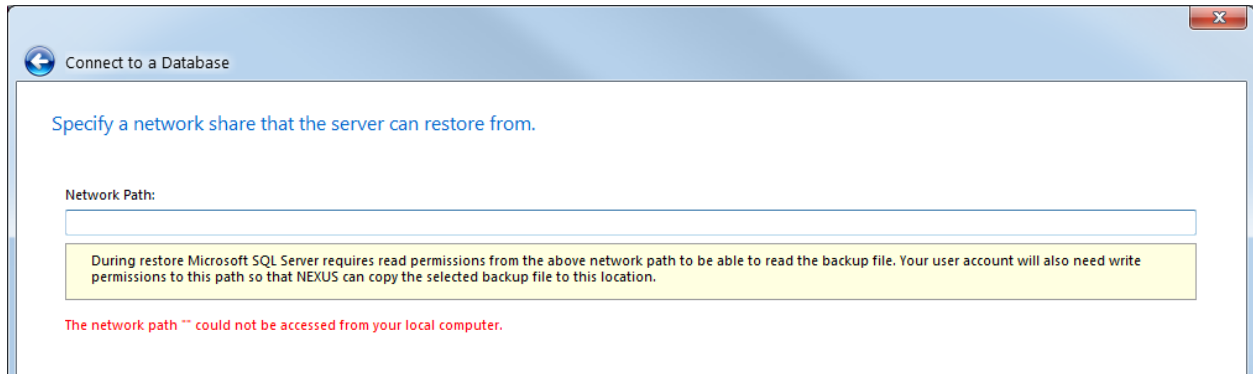 Connect to a Database
Specify a network share that the server can restore from.
Network Path:
During restore Microsoft SQL Server requires read permissions from the above network path to be able to read the backup file. Your user account will also need write
permissions to this path so that NEXUS can copy the selected backup file to this location.
The network path "" could not be accessed from your local computer.